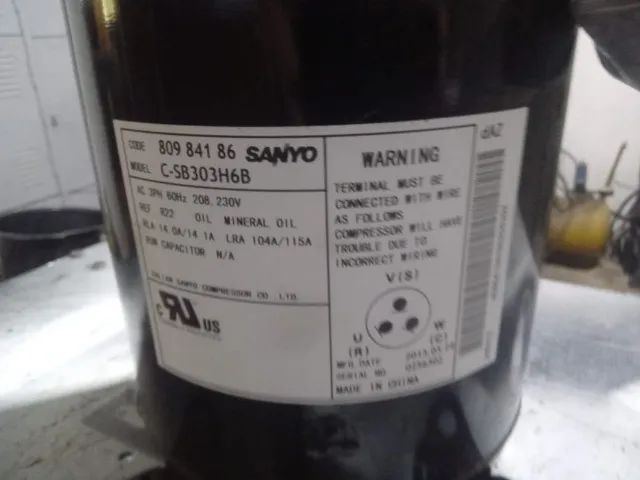 CODE 809 841 86 SANYO
MODEL C-SB303H6B
AC 3PH 60Hz 208.230V
REF R22 OIL MINERAL OIL
RLA 14.0A/14.1A LRA 104A/115A
RUN CAPACITOR N/A
SANYO COMPRESSOR CO.,LTD.
C UR US
WARNING
TERMINAL MUST BE
CONNECTED WITH WIRE
AS FOLLOWS
COMPRESSOR WILL HAVE
TROUBLE DUE TO
INCORRECT WIRING
V(S)
U W
(R) (C)
MFG.DATE
SERIAL NO
MADE IN CHINA